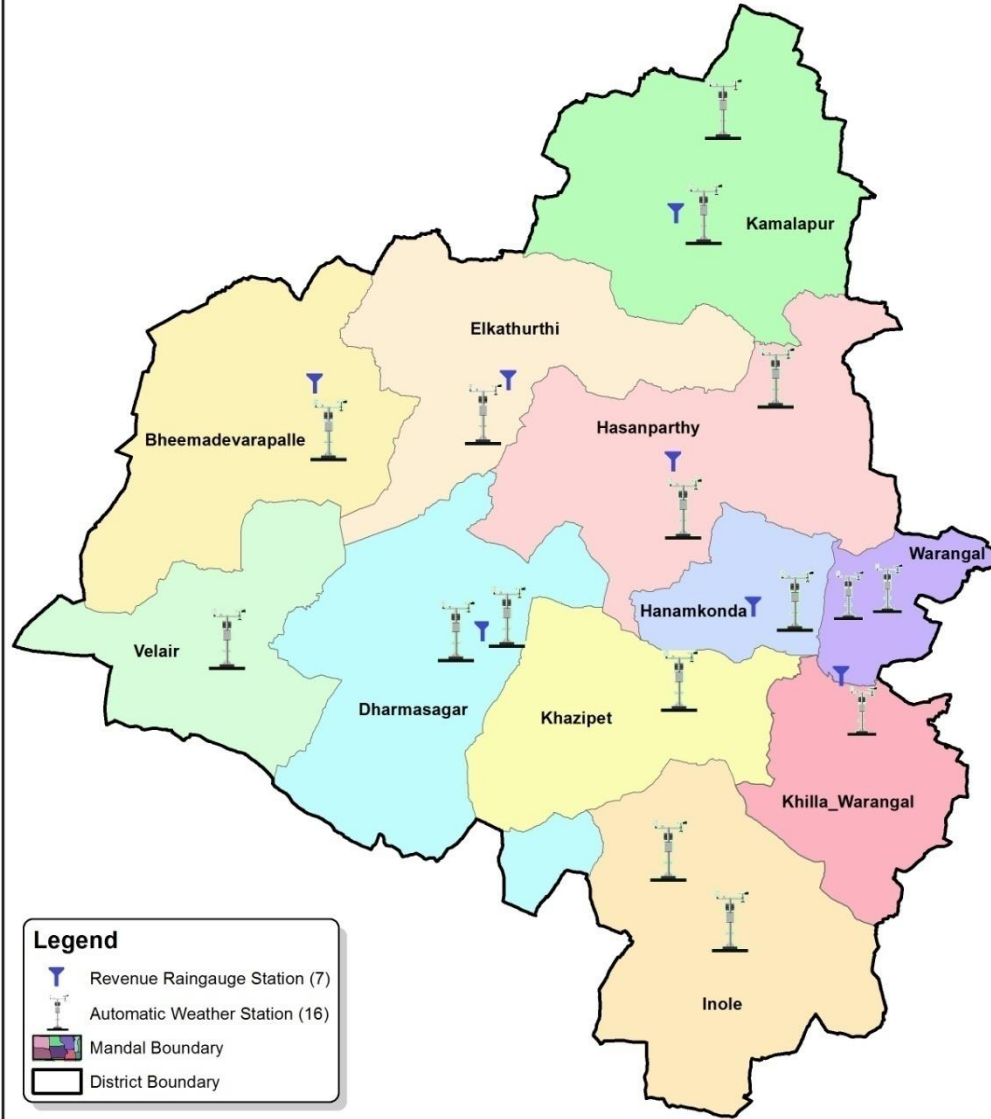 Kamalapur
Elkathurthi
Hasanparthy
Bheemadevarapalle
Warangal
Hanamkonda
Velair
Dharmasagar
Khazipet
Khilla_Warangal
Inole
Legend
Revenue Raingauge Station (7)
Automatic Weather Station (16)
Mandal Boundary
District Boundary